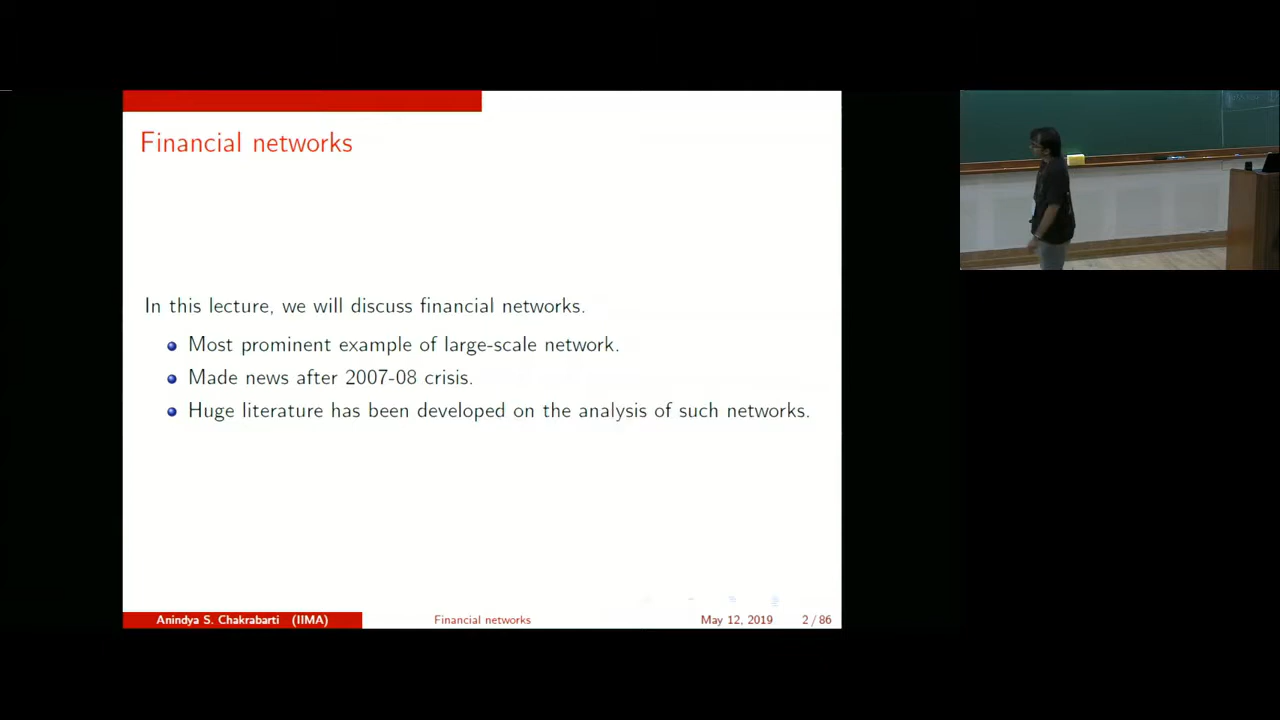 Financial networks
In this lecture, we will discuss financial networks.
Most prominent example of large-scale network.
Made news after 2007-08 crisis.
Huge literature has been developed on the analysis of such networks.
Anindya S. Chakrabarti (IIMA)
Financial networks
May 12, 2019
2 / 86